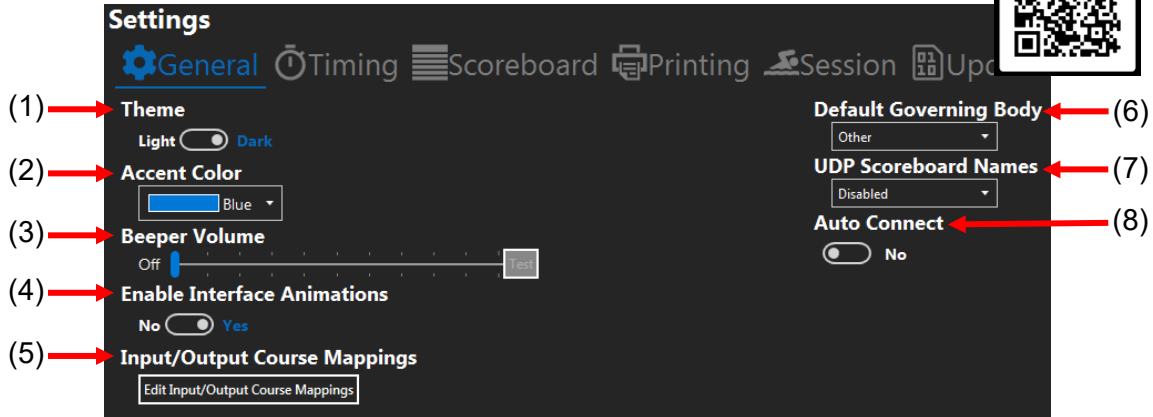 Settings
General Timing Scoreboard Printing Session
(1) Theme
Light Dark
(2) Accent Color
Blue
(3) Beeper Volume
Off Test
(4) Enable Interface Animations
No Yes
(5) Input/Output Course Mappings
Edit Input/Output Course Mappings
Default Governing Body (6)
Other
UDP Scoreboard Names (7)
Disabled
Auto Connect (8)
No